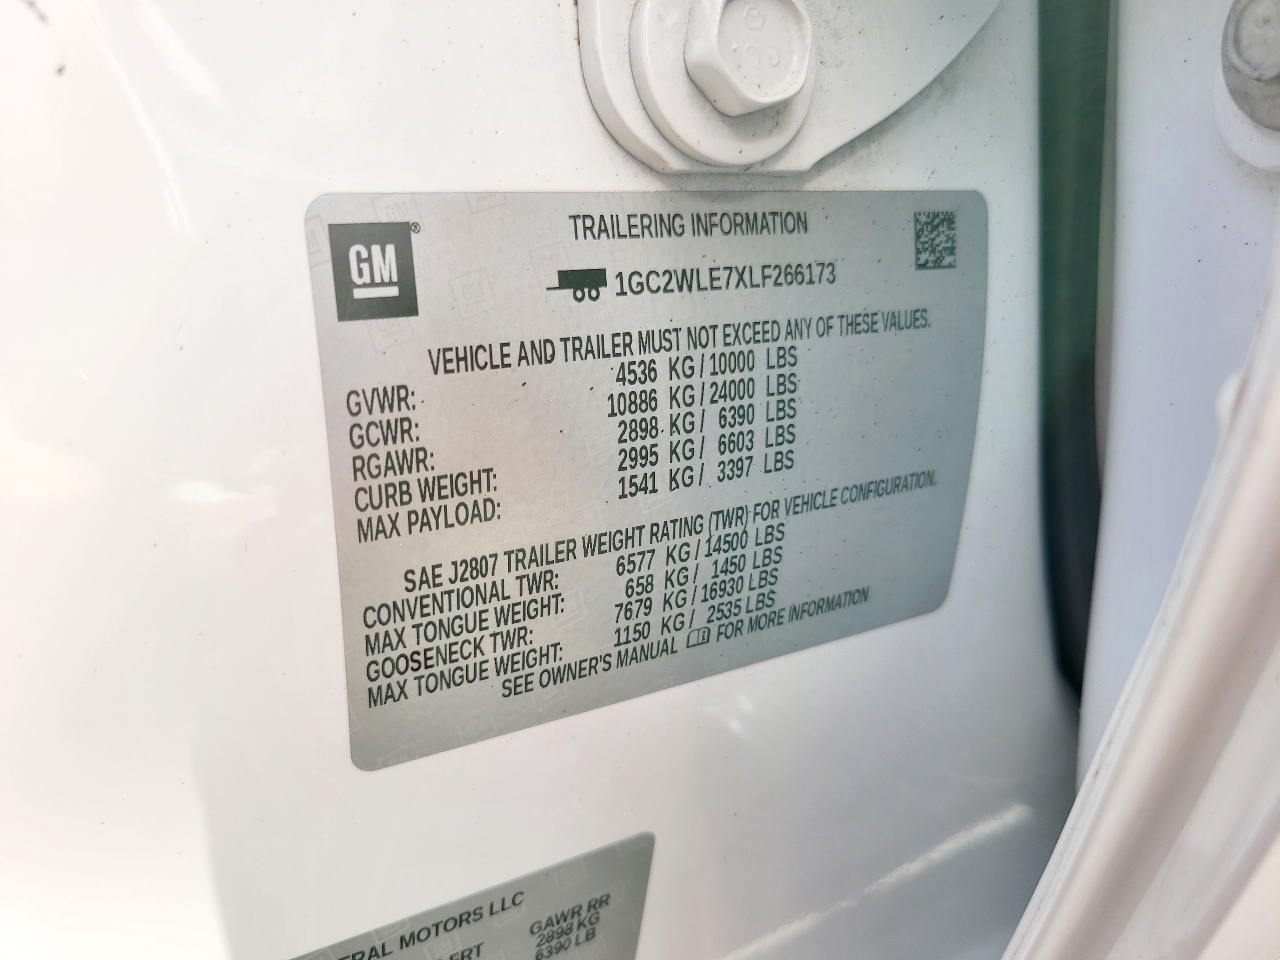 GM®
TRAILERING INFORMATION
1GC2WLE7XLF266173
VEHICLE AND TRAILER MUST NOT EXCEED ANY OF THESE VALUES.
GVWR: 4536 KG / 10000 LBS
GCWR: 10886 KG / 24000 LBS
RGAWR: 2898 KG / 6390 LBS
CURB WEIGHT: 2995 KG / 6603 LBS
MAX PAYLOAD: 1541 KG / 3397 LBS
SAE J2807 TRAILER WEIGHT RATING (TWR) FOR VEHICLE CONFIGURATION.
CONVENTIONAL TWR: 6577 KG / 14500 LBS
MAX TONGUE WEIGHT: 658 KG / 1450 LBS
GOOSENECK TWR: 7679 KG / 16930 LBS
MAX TONGUE WEIGHT: 1150 KG / 2535 LBS
SEE OWNER'S MANUAL FOR MORE INFORMATION
MOTORS LLC
GAWR RR
2898 KG
6390 LB